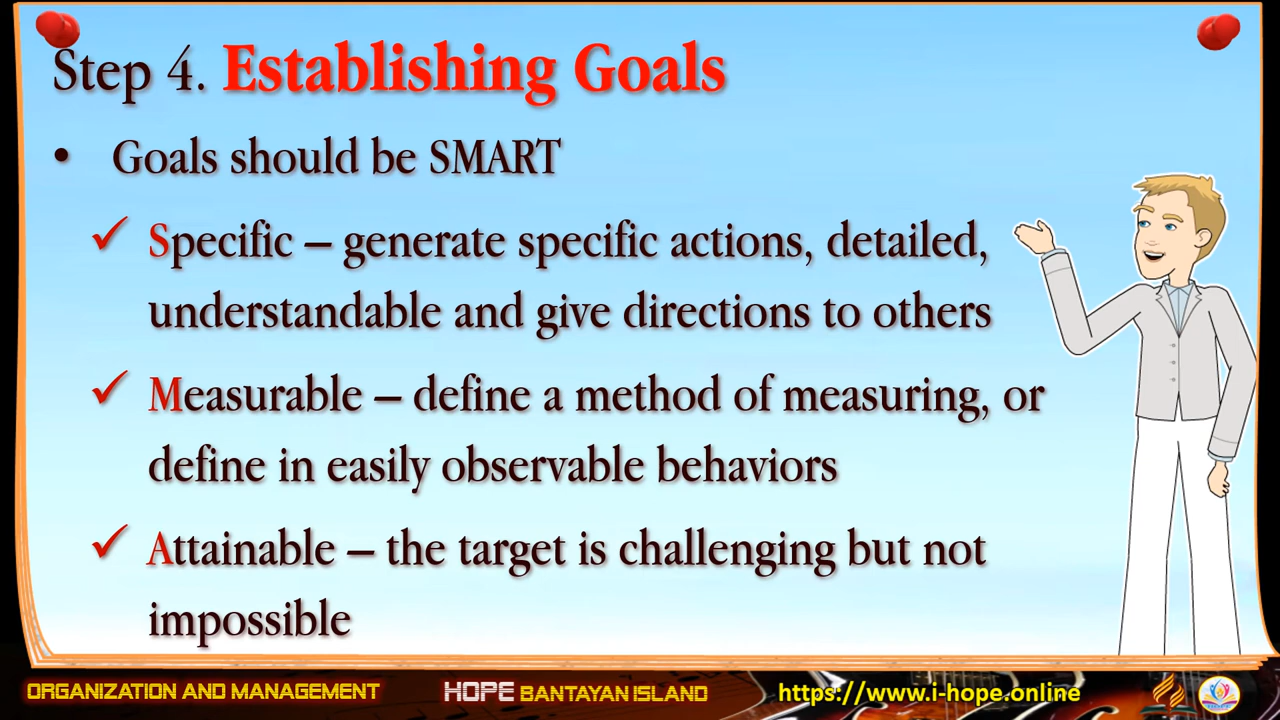 Step 4. Establishing Goals
• Goals should be SMART
✓ Specific – generate specific actions, detailed,
understandable and give directions to others
✓ Measurable – define a method of measuring, or
define in easily observable behaviors
✓ Attainable – the target is challenging but not
impossible
ORGANIZATION AND MANAGEMENT HOPE BANTAYAN ISLAND https://www.i-hope.online